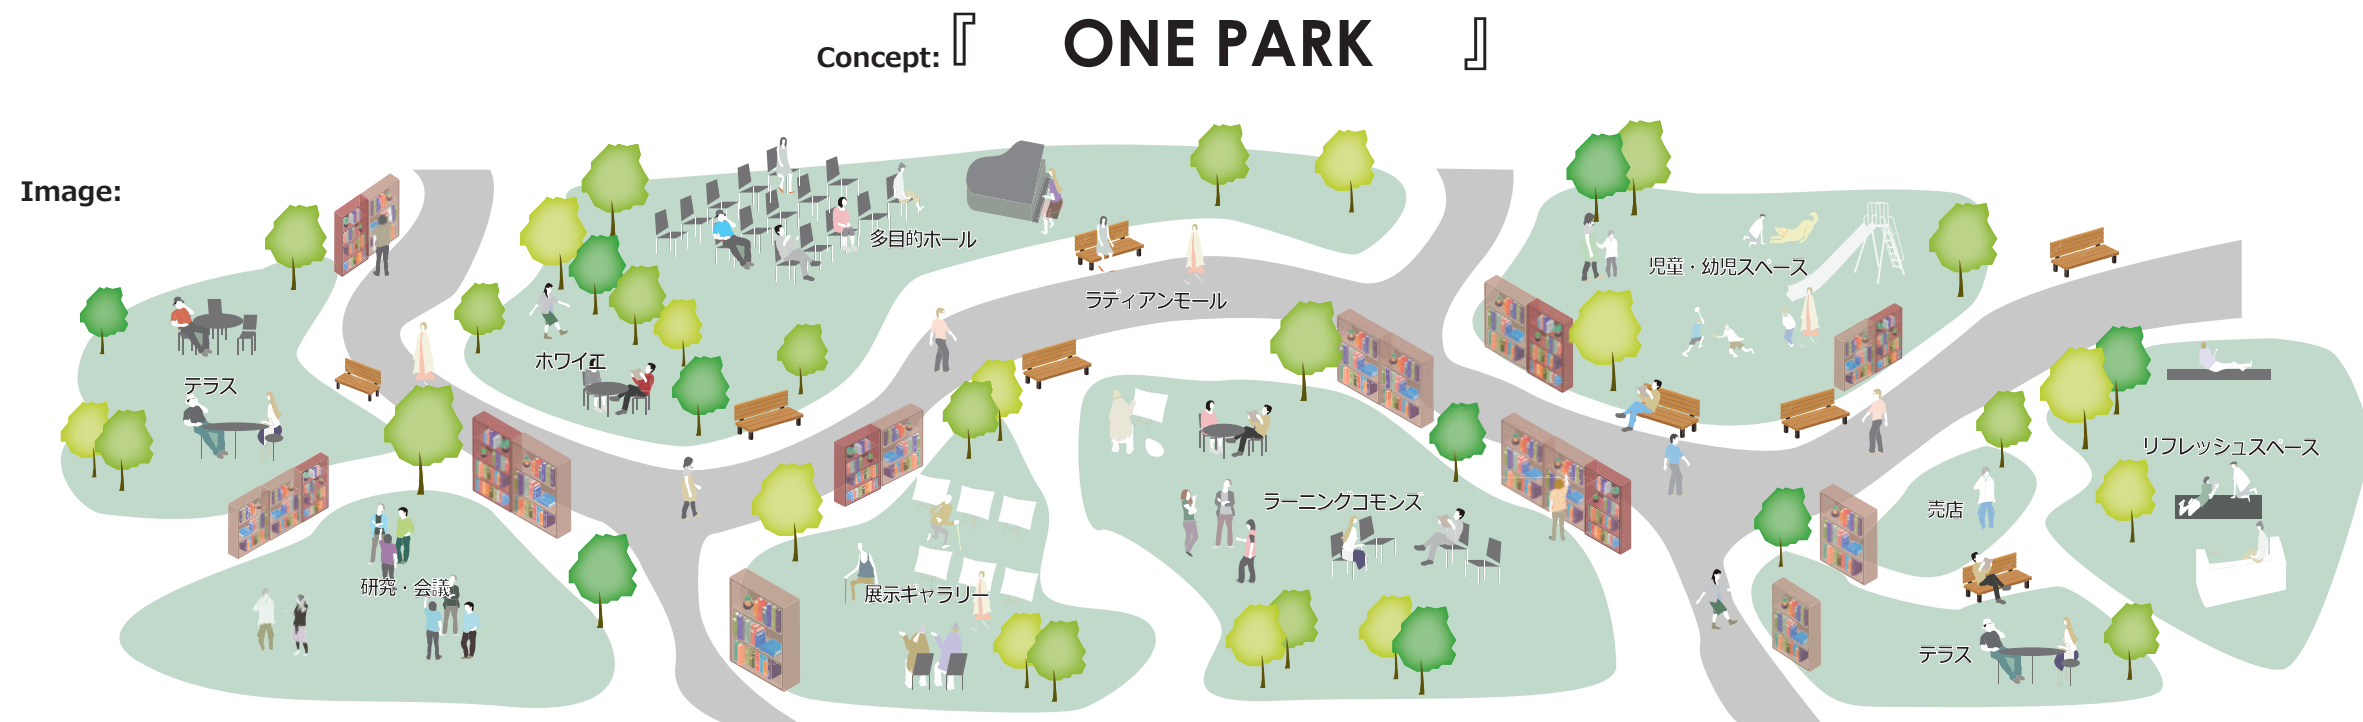 Concept:『 ONE PARK 』
Image:
多目的ホール
児童・幼児スペース
ラディアンモール
ホワイエ
テラス
リフレッシュスペース
ラーニングコモンズ
売店
研究・会議
展示ギャラリー
テラス